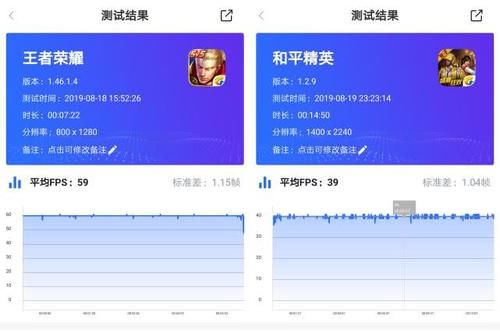 测试结果
王者荣耀
版本：1.46.1.4
测试时间：2019-08-18 15:52:26
时长：00:07:22
分辨率：800 x 1280
备注：点击可修改备注
平均FPS：59
标准差：1.15帧
60
50
40
30
20
10
0
测试结果
和平精英
版本：1.2.9
测试时间：2019-08-19 23:23:14
时长：00:14:50
分辨率：1400 x 2240
备注：点击可修改备注
平均FPS：39
标准差：1.04帧
40
30
20
10
0